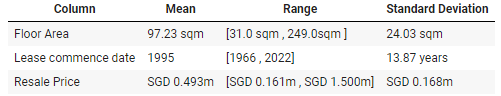 Column Mean Range Standard Deviation
Floor Area 97.23 sqm [31.0 sqm , 249.0sqm ] 24.03 sqm
Lease commence date 1995 [1966 , 2022] 13.87 years
Resale Price SGD 0.493m [SGD 0.161m , SGD 1.500m] SGD 0.168m